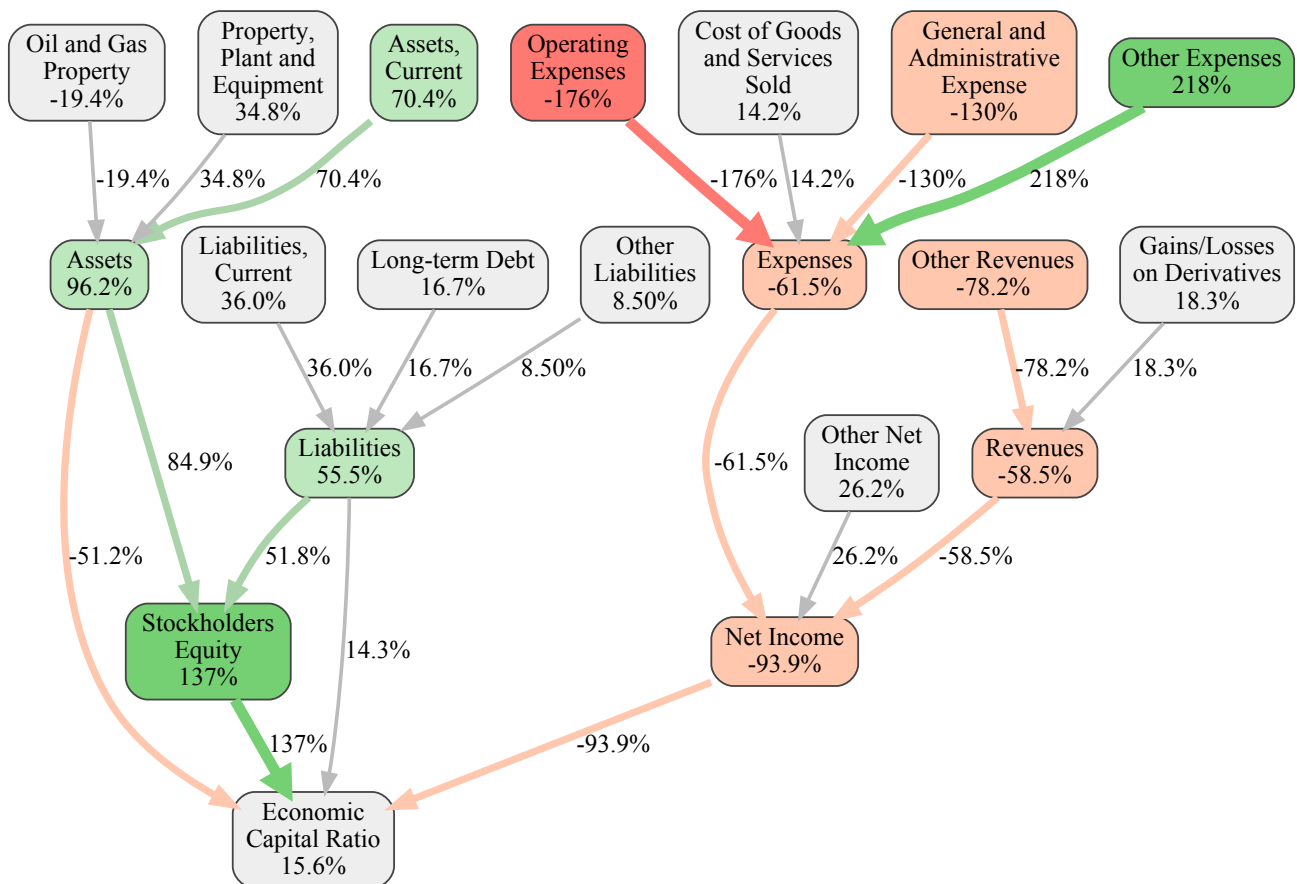 Oil and Gas
Property
-19.4%
Property,
Plant and
Equipment
34.8%
Assets,
Current
70.4%
Operating
Expenses
-176%
Cost of Goods
and Services
Sold
14.2%
General and
Administrative
Expense
-130%
Other Expenses
218%
-19.4%
34.8%
70.4%
-176%
14.2%
-130%
218%
Assets
96.2%
Liabilities,
Current
36.0%
Long-term Debt
16.7%
Other
Liabilities
8.50%
Expenses
-61.5%
Other Revenues
-78.2%
Gains/Losses
on Derivatives
18.3%
36.0%
16.7%
8.50%
-78.2%
18.3%
84.9%
Liabilities
55.5%
-61.5%
Other Net
Income
26.2%
Revenues
-58.5%
-51.2%
51.8%
26.2%
-58.5%
Stockholders
Equity
137%
14.3%
Net Income
-93.9%
137%
-93.9%
Economic
Capital Ratio
15.6%